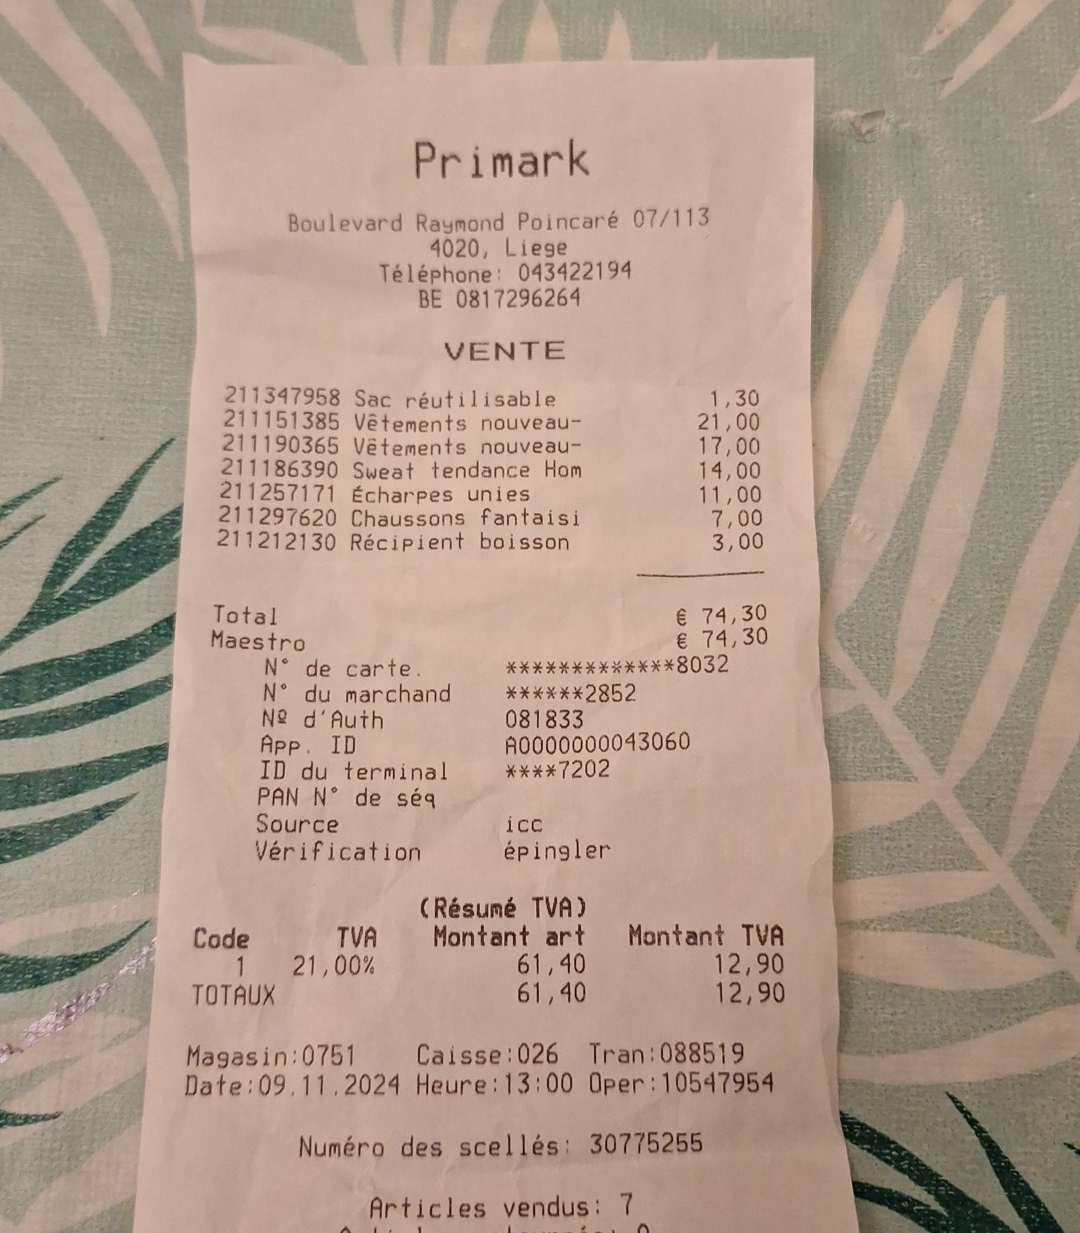 Primark
Boulevard Raymond Poincaré 07/113
4020, Liege
Téléphone: 043422194
BE 0817296264
VENTE
211347958 Sac réutilisable 1,30
211151385 Vêtements nouveau- 21,00
211190365 Vêtements nouveau- 17,00
211186390 Sweat tendance Hom 14,00
211257171 Écharpes unies 11,00
211297620 Chaussons fantaisi 7,00
211212130 Récipient boisson 3,00
Total € 74,30
Maestro € 74,30
N° de carte. *************8032
N° du marchand ******2852
Nº d'Auth 081833
App. ID A0000000043060
ID du terminal ****7202
PAN N° de séq
Source icc
Vérification épingler
(Résumé TVA)
Code TVA Montant art Montant TVA
1 21,00% 61,40 12,90
TOTAUX 61,40 12,90
Magasin:0751 Caisse:026 Tran:088519
Date:09.11.2024 Heure:13:00 Oper:10547954
Numéro des scellés: 30775255
Articles vendus: 7